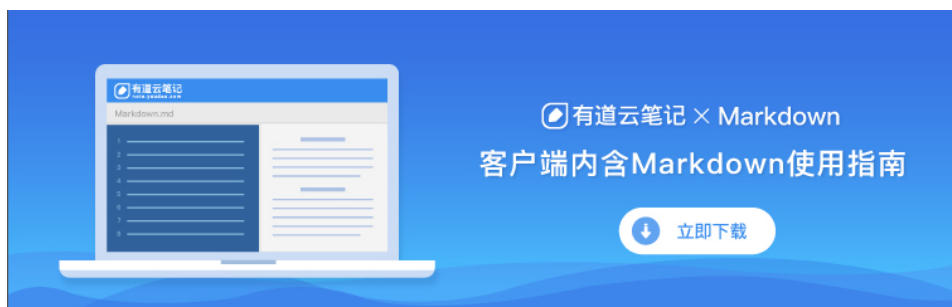 有道云笔记
note.youdao.com
Markdown.md
1
2
3
4
5
6
7
8
有道云笔记 × Markdown
客户端内含Markdown使用指南
立即下载